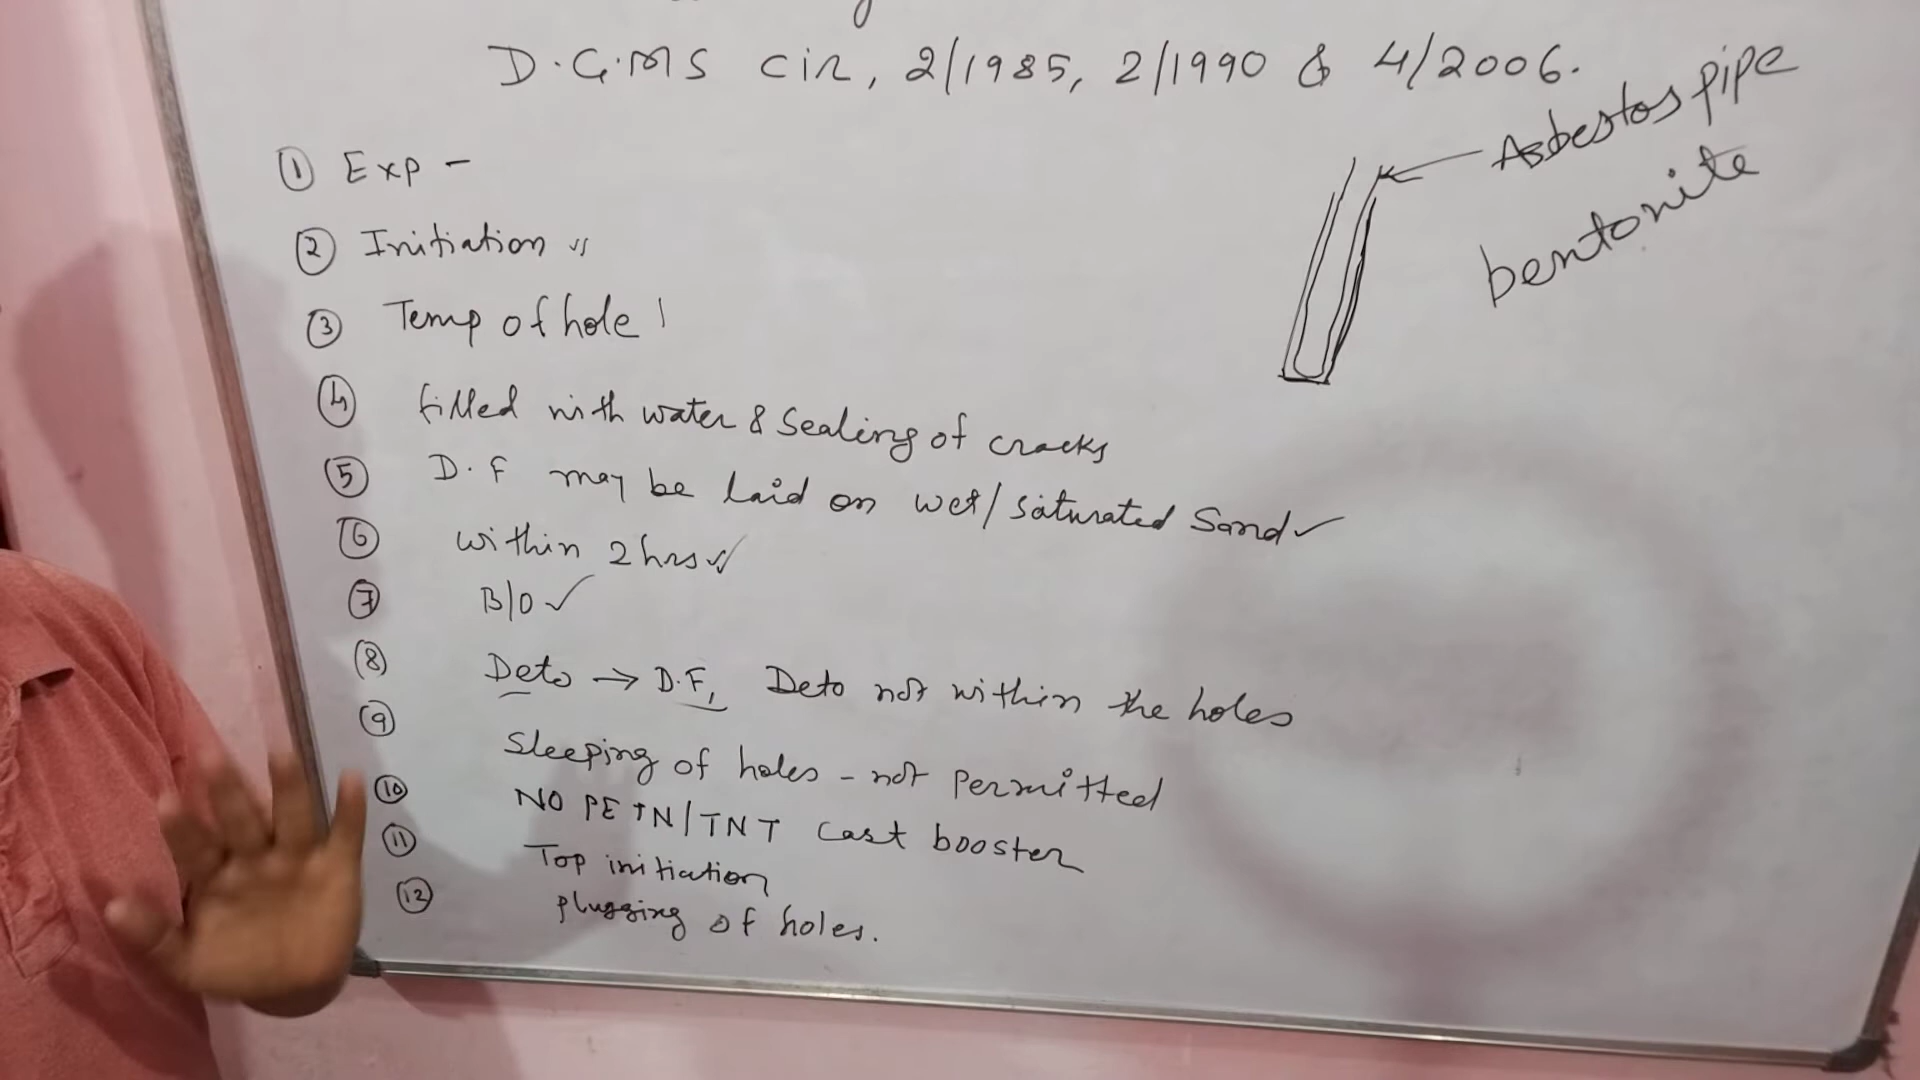 D.G.MS Cir, 2/1985, 2/1990 & 4/2006.
Asbestos pipe
bentonite
① Exp -
② Initiation "
③ Temp of hole
④ filled with water & Sealing of cracks
⑤ D.F may be laid on wet/saturated Sand ✓
⑥ within 2 hrs ✓
⑦ B/O ✓
⑧ Deto → D.F, Deto not within the holes
⑨ Sleeping of holes - not Permitted
⑩ NO PETN/TNT cast booster
⑪ Top initiation
⑫ plugging of holes.